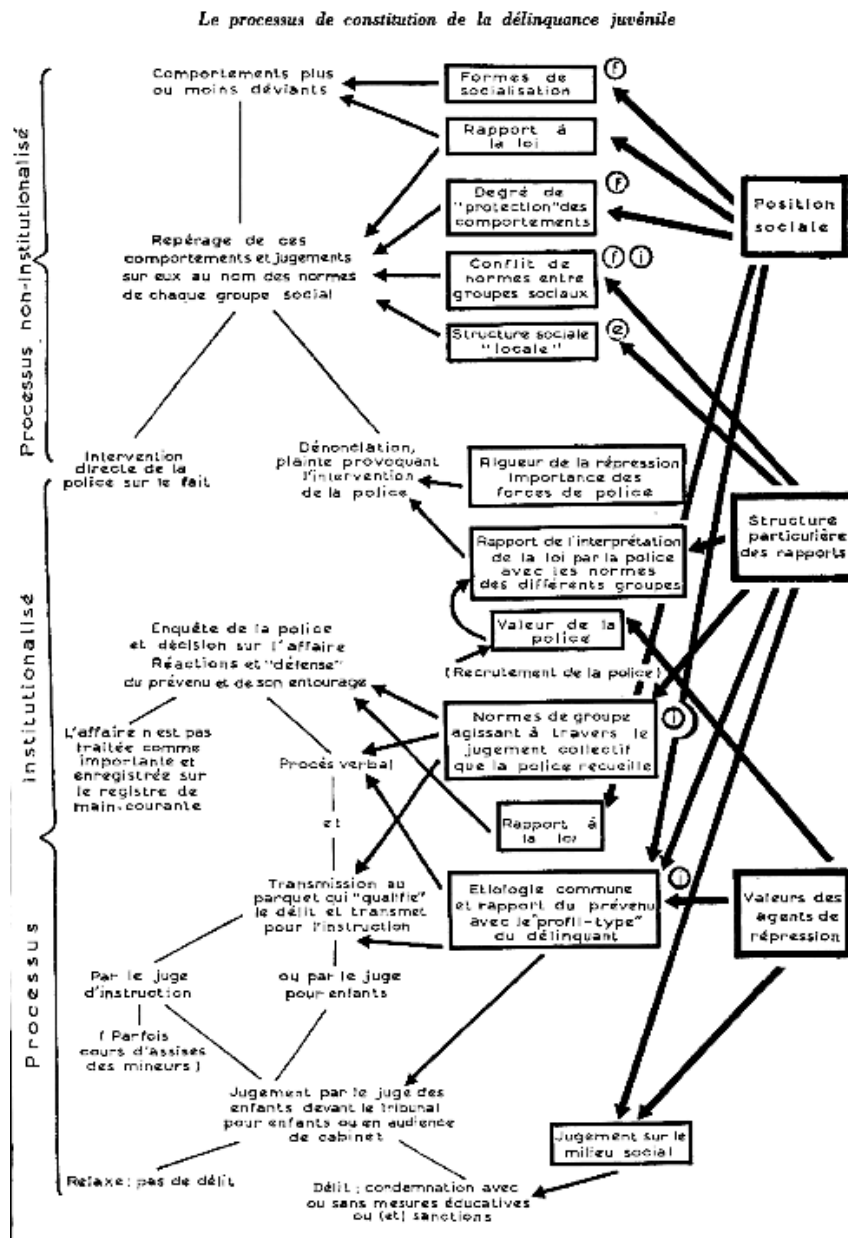 Le processus de constitution de la délinquance juvénile
Comportements plus
ou moins déviants
Formes de
socialisation
f
Rapport à
la loi
Degré de
"protection" des
comportements
f
Position
sociale
Repérage de ces
comportements et jugements
sur eux au nom des normes
de chaque groupe social
Conflit de
normes entre
groupes sociaux
f
i
Structure sociale
"locale"
e
Processus non-institutionalisé
Intervention
directe de la
police sur le fait
Dénonciation,
plainte provoquant
l'intervention
de la police
Rigueur de la répression
importance des
forces de police
Structure
particulière
des rapports
Rapport de l'interprétation
de la loi par la police
avec les normes
des différents groupes
Valeur de la
police
(Recrutement de la police)
Enquête de la police
et décision sur l'affaire
Réactions et "défense"
du prévenu et de son entourage
L'affaire n'est pas
traitée comme
importante et
enregistrée sur
le registre de
main-courante
Procès verbal
Normes de groupe
agissant à travers le
jugement collectif
que la police recueille
i
et
Rapport à
la loi
Processus Institutionalisé
Transmission au
parquet qui "qualifie"
le délit et transmet
pour l'instruction
Etiologie commune
et rapport du prévenu
avec le "profil-type"
du délinquant
i
Valeurs des
agents de
répression
Par le juge
d'instruction
ou par le juge
pour enfants
( Parfois
cours d'assises
des mineurs )
Jugement par le juge des
enfants devant le tribunal
pour enfants ou en audience
de cabinet
Jugement sur le
milieu social
Relaxe : pas de délit
Délit : condamnation avec
ou sans mesures éducatives
ou (et) sanctions